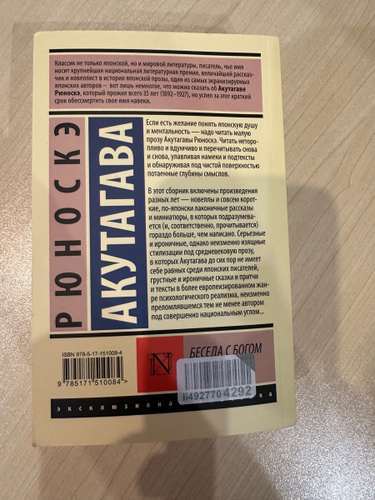 Классик не только японской, но и мировой литературы, писатель, чье имя
носит крупнейшая национальная литературная премия, величайший рассказ-
чик и новеллист в истории японской прозы, один из самых экранизируемых
японских авторов – вот лишь немногое, что можно сказать об Акутагаве
Рюноскэ, который прожил всего 35 лет (1892–1927), но успел за этот краткий
срок обессмертить свое имя навеки.
РЮНОСКЭ
АКУТАГАВА
Если есть желание понять японскую душу
и ментальность — надо читать малую
прозу Акутагавы Рюноскэ. Читать неторо-
пливо и вдумчиво и перечитывать снова и
снова, улавливая намеки и подтексты
и обнаруживая под чистой поверхностью
потаенные глубины смыслов.
В этот сборник включены произведения
разных лет — новеллы и совсем корот-
кие, по-японски лаконичные рассказы
и миниатюры, в которых подразумева-
ется (и, соответственно, прочитывается)
гораздо больше, чем написано. Серьезные
и ироничные, однако неизменно изящные
стилизации под средневековую прозу,
в которых Акутагава до сих пор не имеет
себе равных среди японских писателей,
грустные и ироничные сказки и притчи
и тексты в более европеизированном жан-
ре психологического реализма, неизменно
преломлявшемся тем не менее автором
под совершенно национальным углом...
ISBN 978-5-17-151008-4
9 785171 510084 >
N
БЕСЕДА С БОГОМ
4292
эксклюзивна